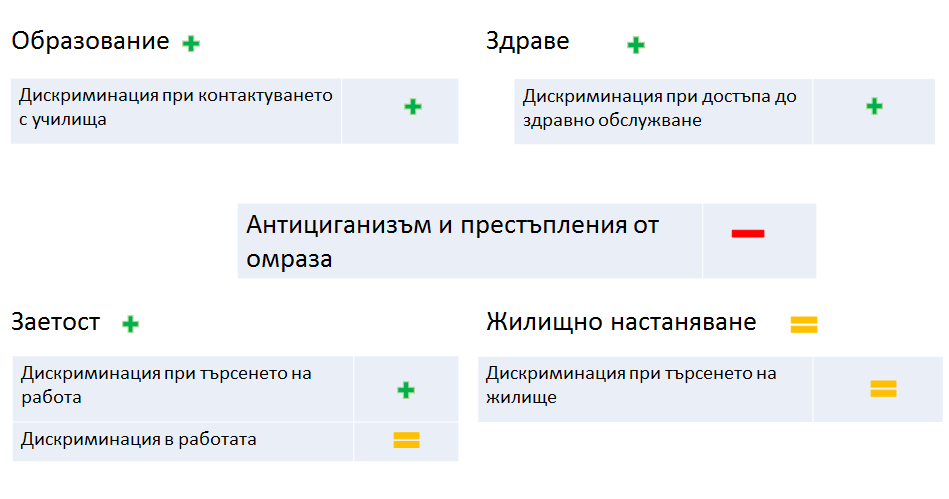 Образование +
Дискриминация при контактуването
с училища +
Здраве +
Дискриминация при достъпа до
здравно обслужване +
Антициганизъм и престъпления от
омраза −
Заетост +
Дискриминация при търсенето на
работа +
Дискриминация в работата =
Жилищно настаняване =
Дискриминация при търсенето на
жилище =